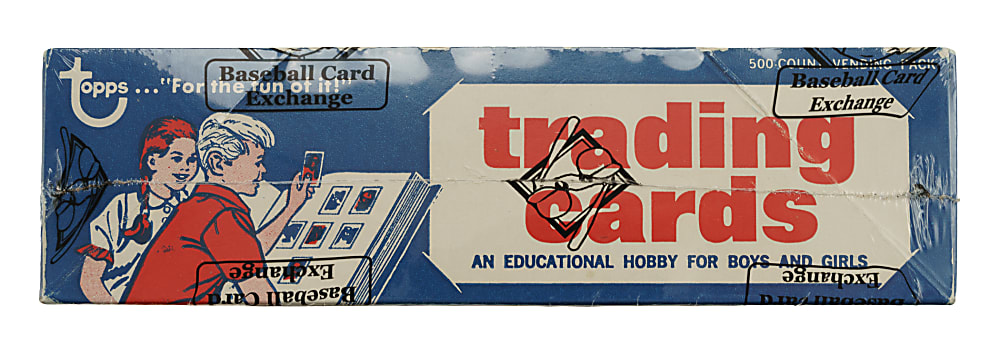 topps ... "For the fun of it!"
Baseball Card
Exchange
500-COUNT VENDING PACK
Baseball Card
Exchange
trading
cards
AN EDUCATIONAL HOBBY FOR BOYS AND GIRLS
Exchange
Baseball Card
Exchange
Baseball Card